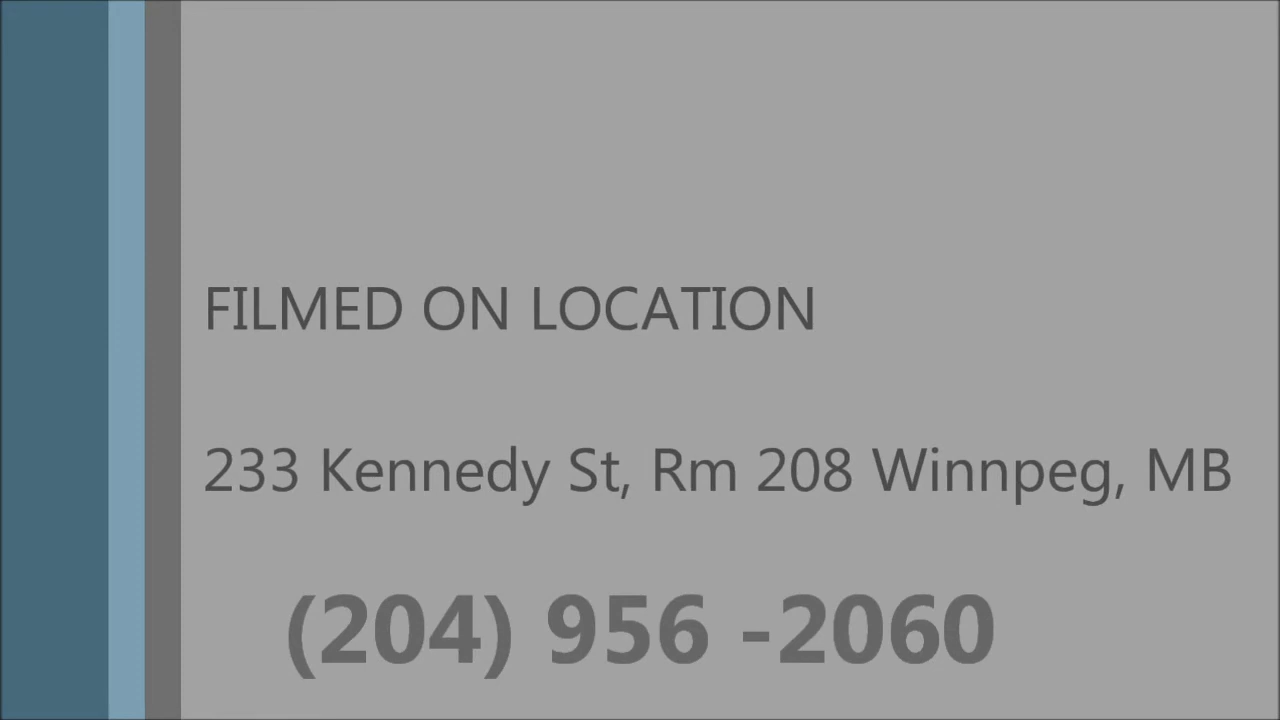 FILMED ON LOCATION
233 Kennedy St, Rm 208 Winnpeg, MB
(204) 956 -2060